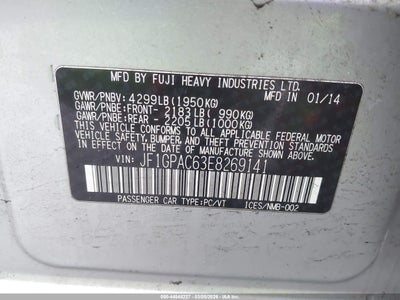 MFD BY FUJI HEAVY INDUSTRIES LTD.
GVWR/PNBV: 4299LB(1950KG) MFD IN 01/14
GAWR/PNBE:FRONT- 2183LB( 990KG)
GAWR/PNBE:REAR - 2205LB(1000KG)
THIS VEHICLE CONFORMS TO ALL APPLICABLE FEDERAL MOTOR
VEHICLE SAFETY, BUMPER, AND THEFT PREVENTION STANDARDS
IN EFFECT ON THE DATE OF MANUFACTURE SHOWN ABOVE.
VIN: JF1GPAC63E8269141
PASSENGER CAR TYPE:PC/VT ICES/NMB-002